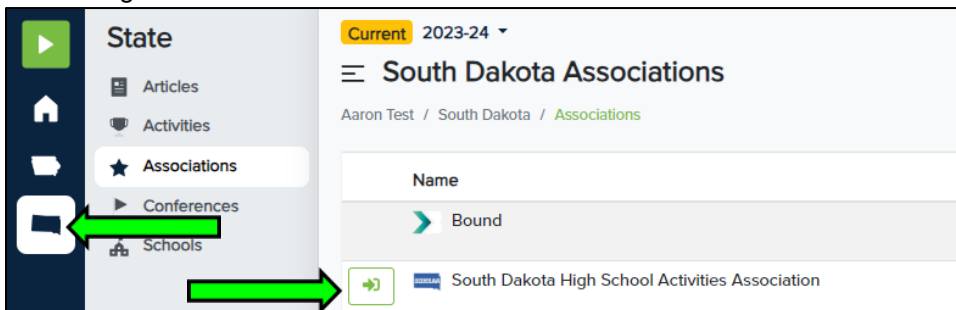 State
Articles
Activities
Associations
Conferences
Schools
Current 2023-24
South Dakota Associations
Aaron Test / South Dakota / Associations
Name
Bound
South Dakota High School Activities Association